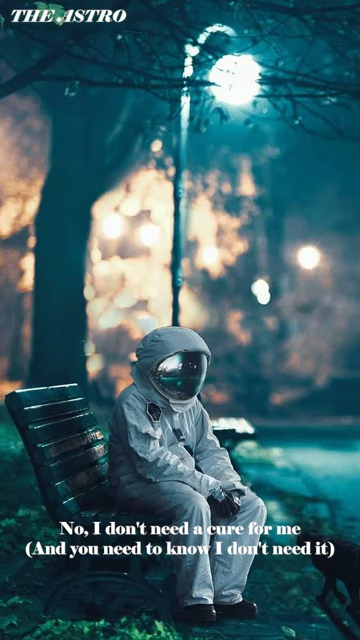 THE ASTRO
No, I don't need a cure for me
(And you need to know I don't need it)